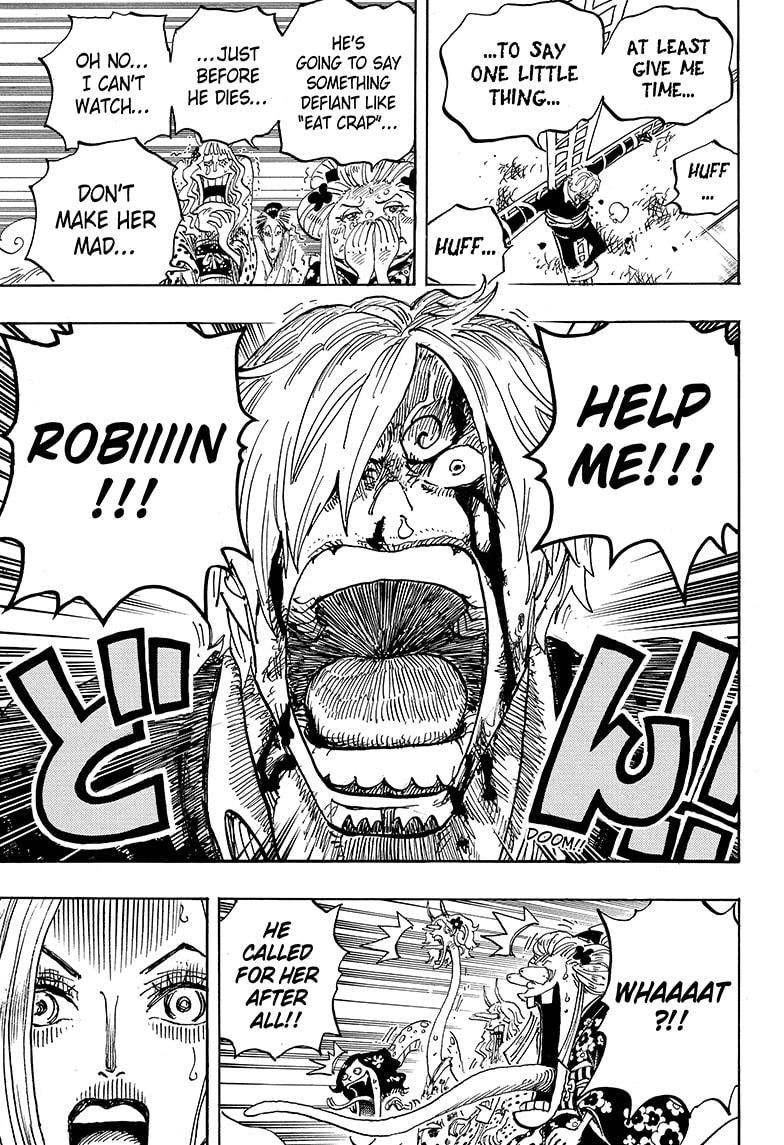 AT LEAST
GIVE ME
TIME...
...TO SAY
ONE LITTLE
THING...
HUFF
...
HUFF...
HE'S
GOING TO
SAY
SOMETHING
DEFIANT LIKE
"EAT CRAP"...
...JUST
BEFORE
HE DIES...
OH NO...
I CAN'T
WATCH...
DON'T
MAKE HER
MAD...
HELP
ME!!!
ROBIIIIN
!!!
どん!!
DOOM!!
WHAAAAT
?!!
HE
CALLED
FOR HER
AFTER
ALL!!